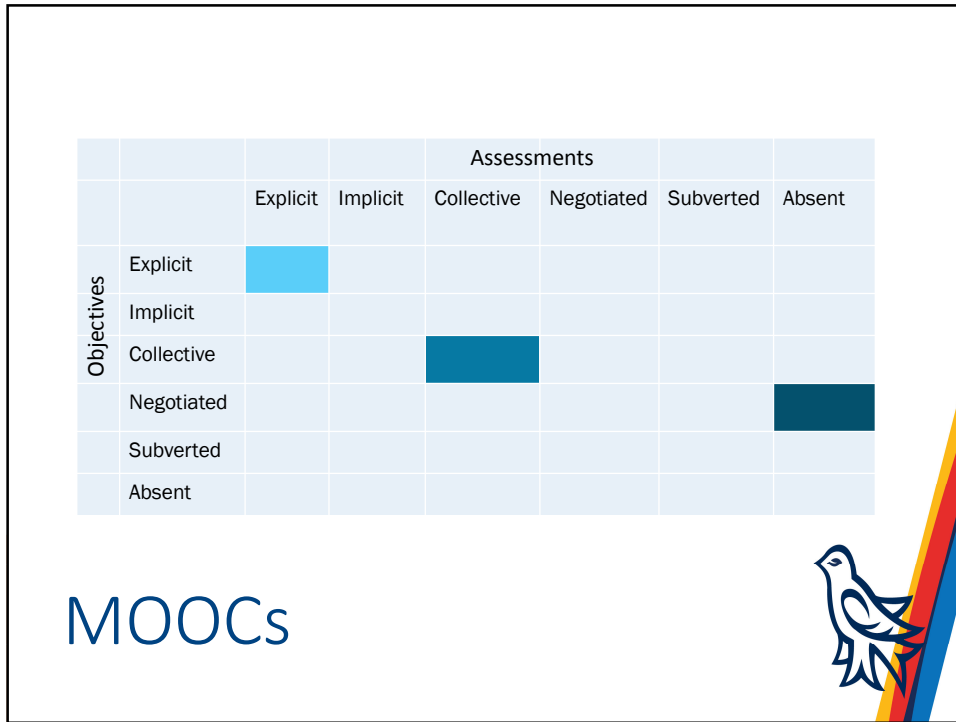 Assessments
Explicit Implicit Collective Negotiated Subverted Absent
Objectives
Explicit
Implicit
Collective
Negotiated
Subverted
Absent
MOOCs